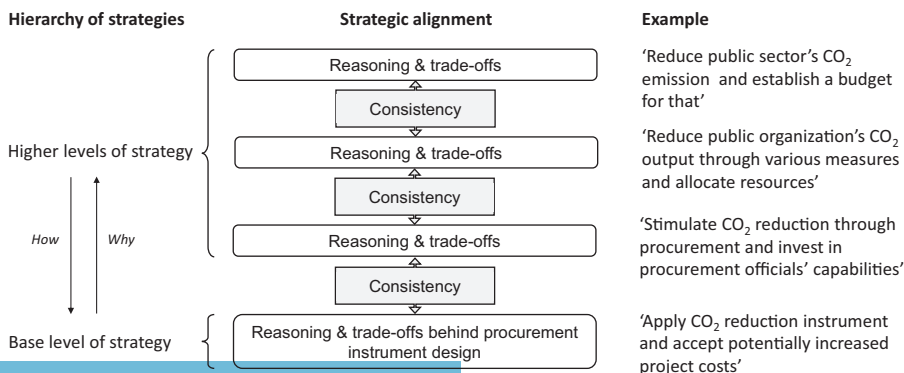 Hierarchy of strategies
Strategic alignment
Example
Reasoning & trade-offs
‘Reduce public sector’s CO₂
emission and establish a budget
for that’
Consistency
Higher levels of strategy
Reasoning & trade-offs
‘Reduce public organization’s CO₂
output through various measures
and allocate resources’
Consistency
How
Why
Reasoning & trade-offs
‘Stimulate CO₂ reduction through
procurement and invest in
procurement officials’ capabilities’
Consistency
Base level of strategy
Reasoning & trade-offs behind procurement
instrument design
‘Apply CO₂ reduction instrument
and accept potentially increased
project costs’